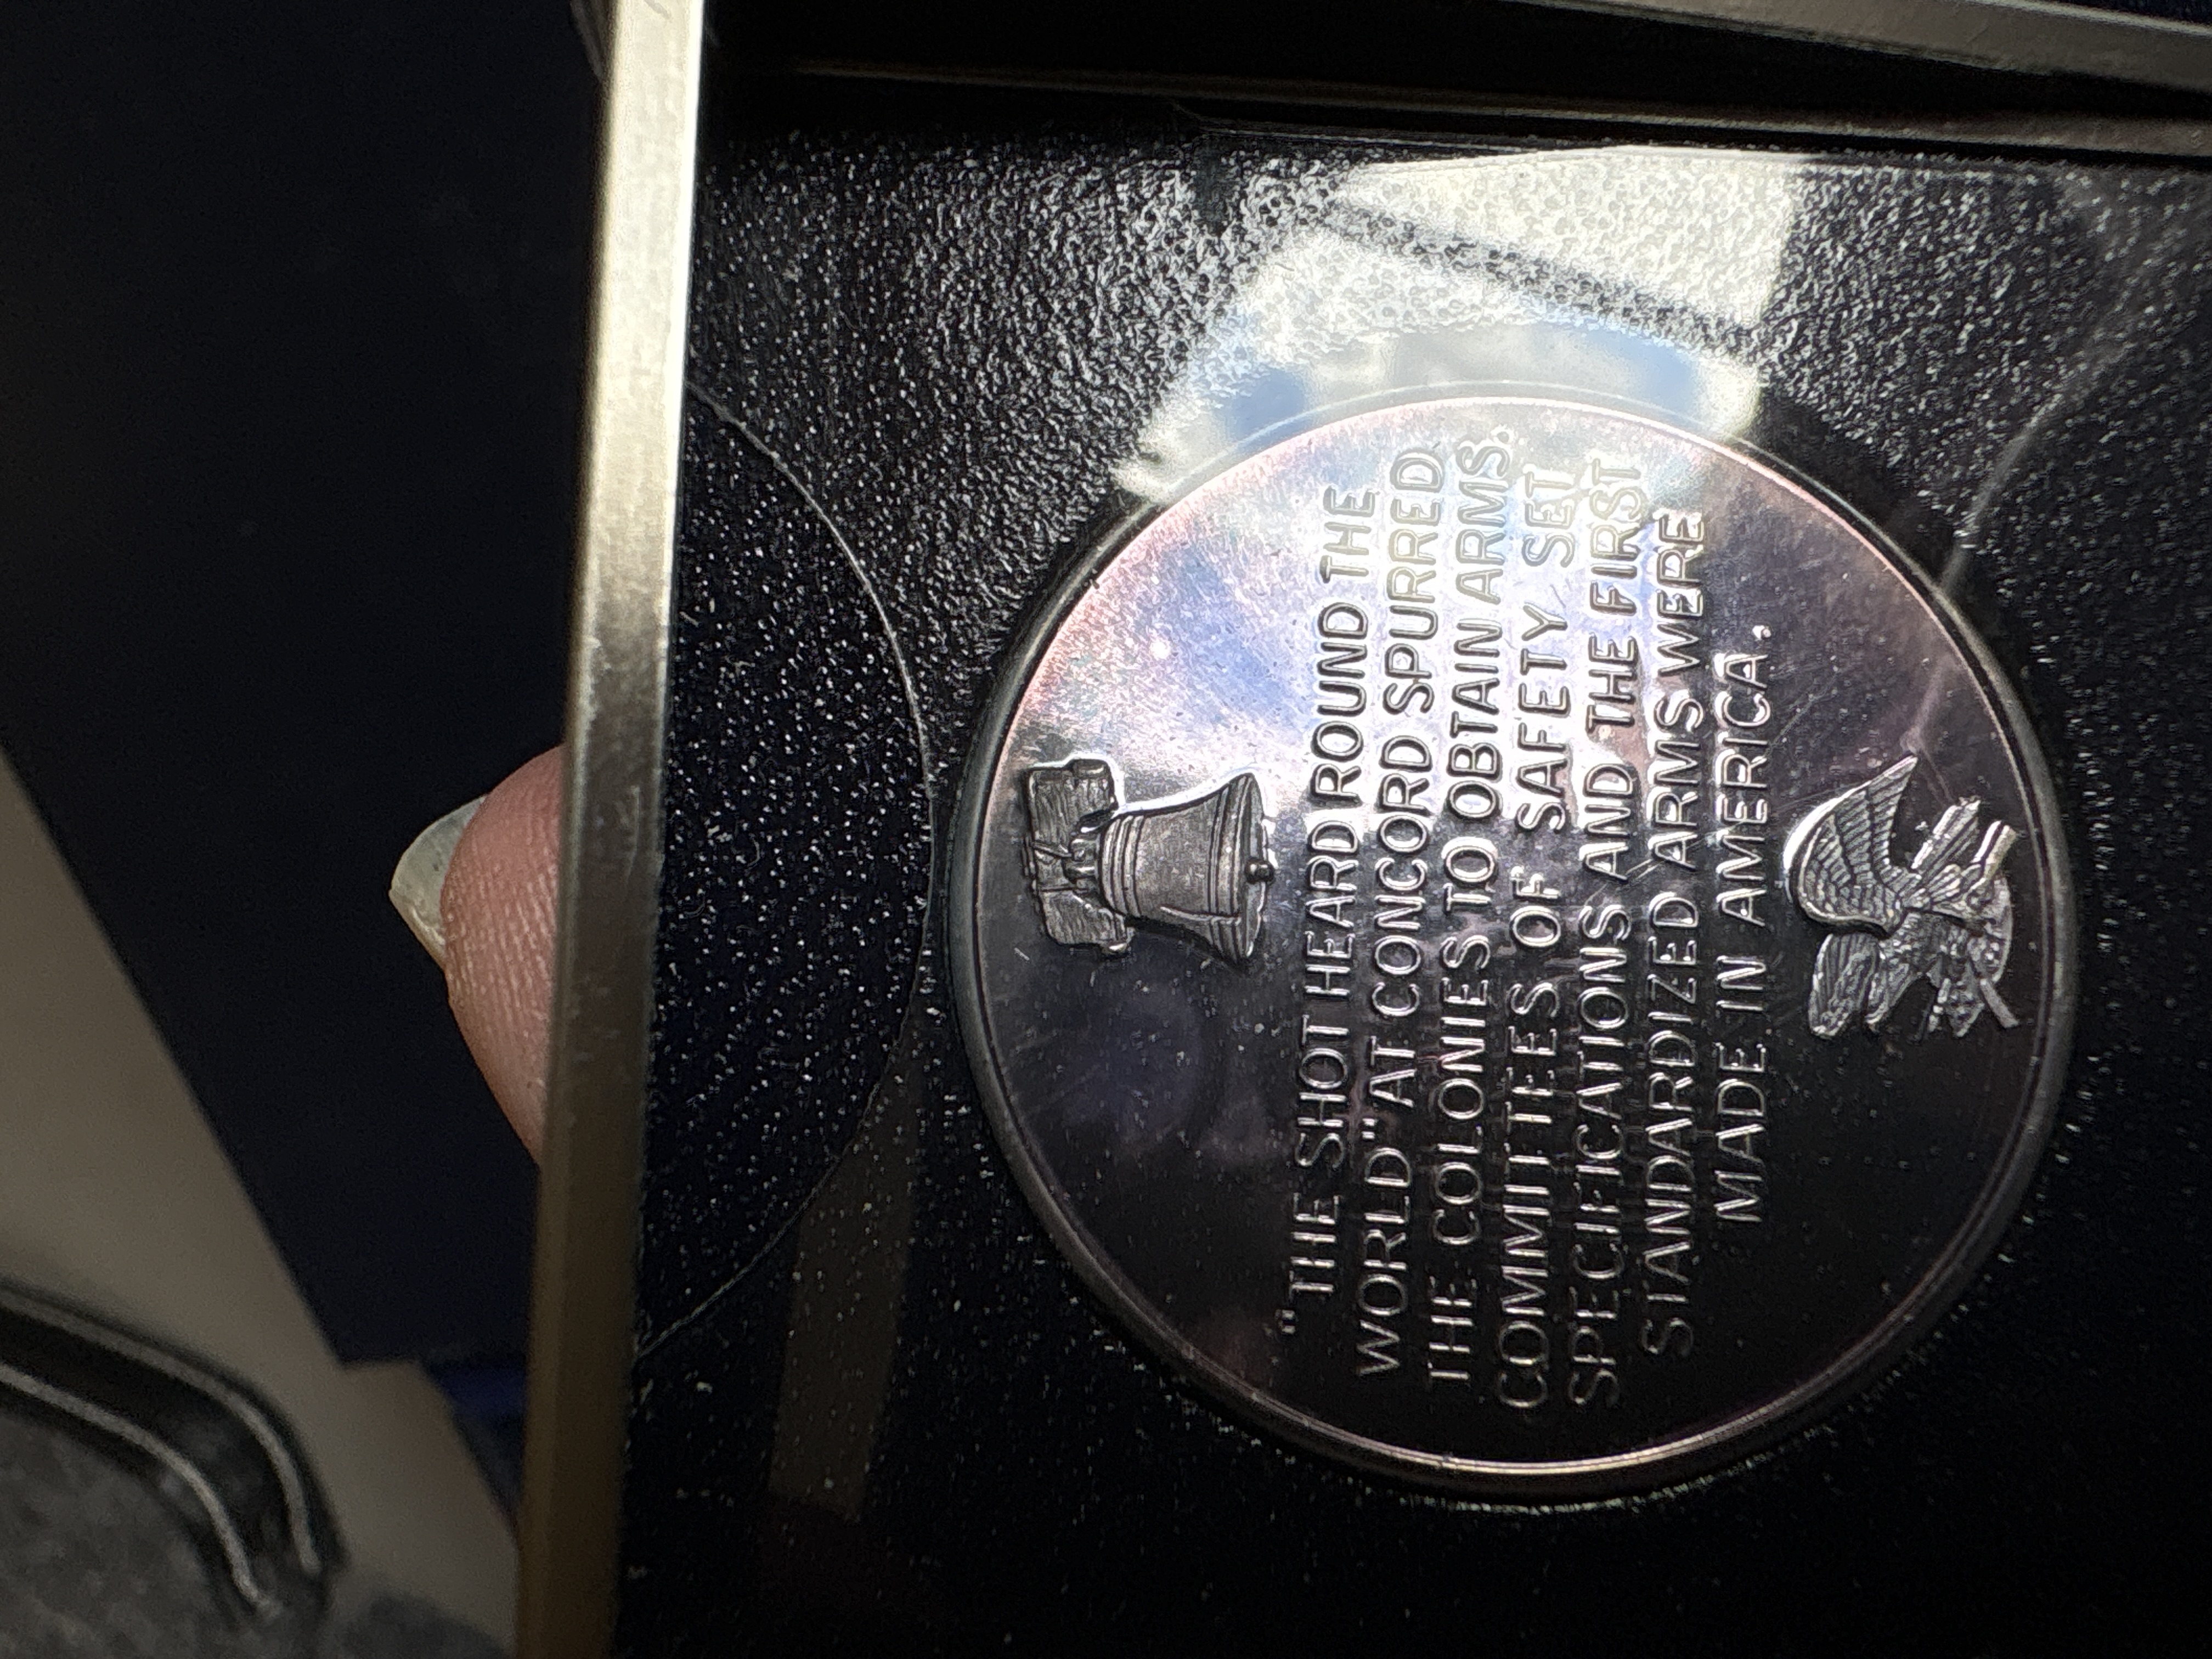 "THE SHOT HEARD ROUND THE
WORLD" AT CONCORD SPURRED
THE COLONIES TO OBTAIN ARMS.
COMMITTEES OF SAFETY SET
SPECIFICATIONS AND THE FIRST
STANDARDIZED ARMS WERE
MADE IN AMERICA.